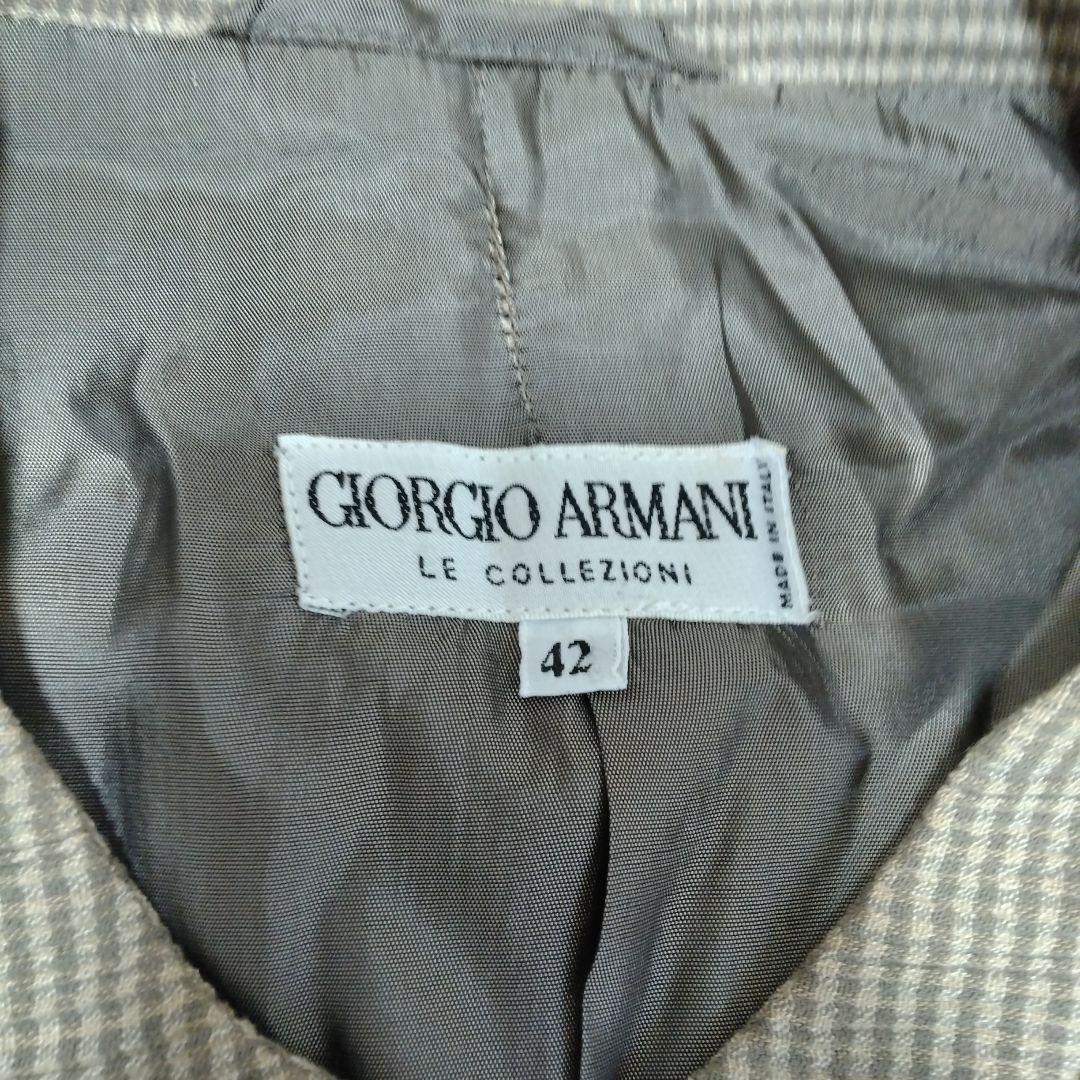 GIORGIO ARMANI
LE COLLEZIONI
MADE IN ITALY
42